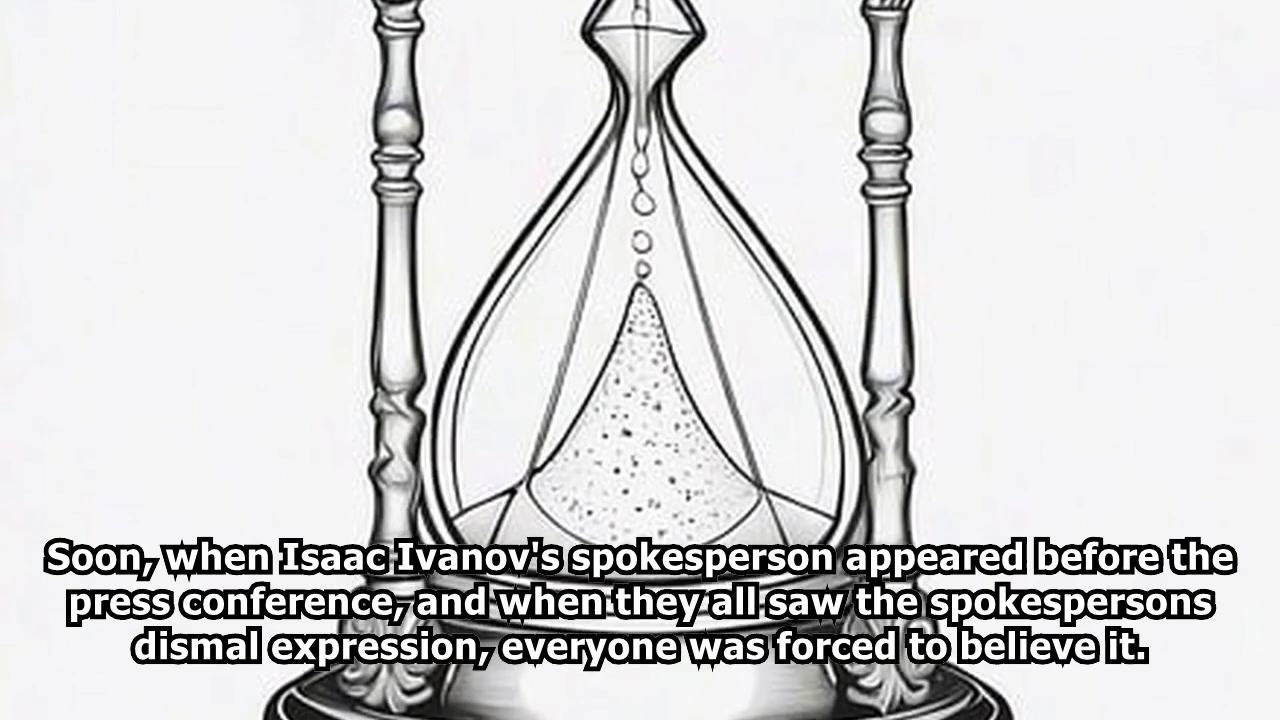 Soon, when Isaac Ivanov's spokesperson appeared before the
press conference, and when they all saw the spokespersons
dismal expression, everyone was forced to believe it.